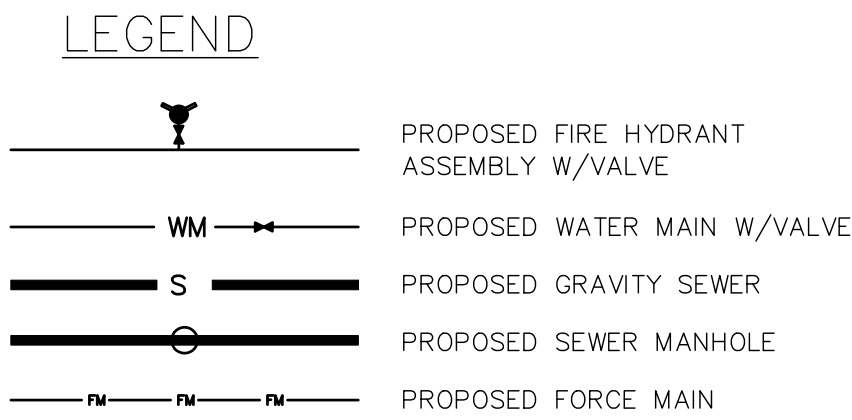 LEGEND
PROPOSED FIRE HYDRANT
ASSEMBLY W/VALVE
WM PROPOSED WATER MAIN W/VALVE
S PROPOSED GRAVITY SEWER
PROPOSED SEWER MANHOLE
FM FM FM PROPOSED FORCE MAIN